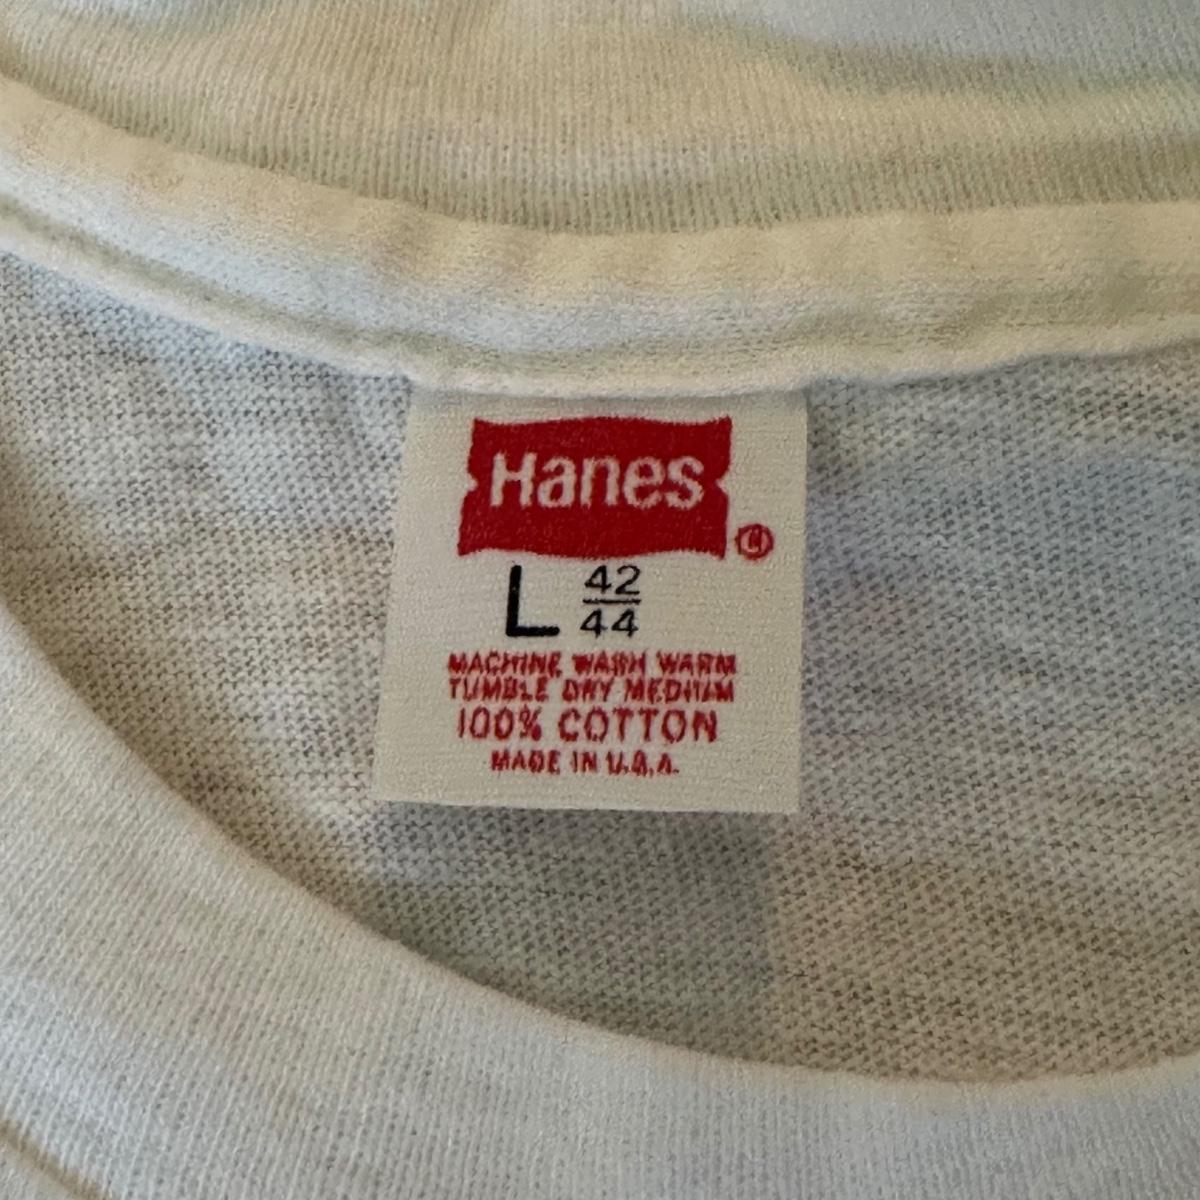 Hanes ®
L 42/44
MACHINE WASH WARM
TUMBLE DRY MEDIUM
100% COTTON
MADE IN U.S.A.